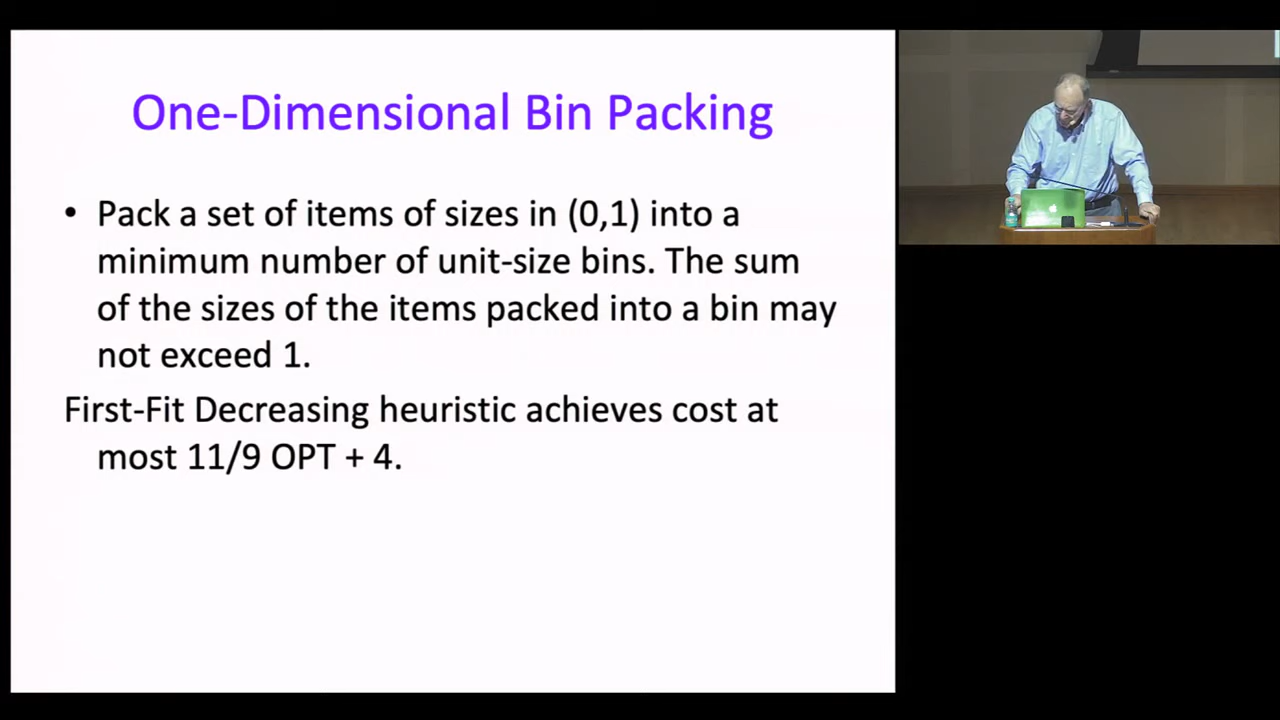 One-Dimensional Bin Packing
• Pack a set of items of sizes in (0,1) into a
minimum number of unit-size bins. The sum
of the sizes of the items packed into a bin may
not exceed 1.
First-Fit Decreasing heuristic achieves cost at
most 11/9 OPT + 4.